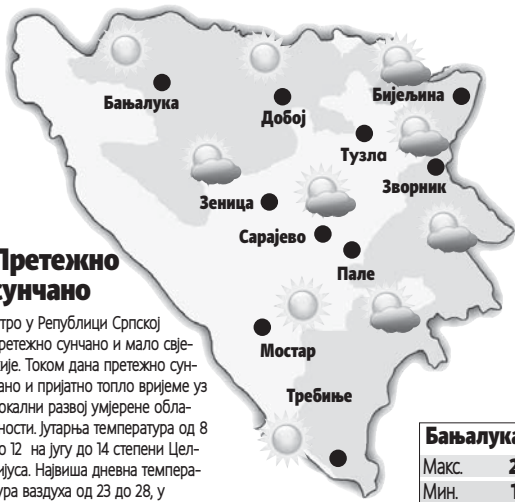 Бањалука
Добој
Бијељина
Тузла
Зворник
Зеница
Сарајево
Пале
Мостар
Требиње
Претежно
сунчано
тро у Републици Српској
ретежно сунчано и мало свје-
ије. Током дана претежно сун-
ано и пријатно топло вријеме уз
окални развој умјерене обла-
ности. Јутарња температура од 8
о 12 на југу до 14 степени Цел-
ијуса. Највиша дневна темпера-
ура ваздуха од 23 до 28, у
Бањалука
Макс. 2
Мин. 1